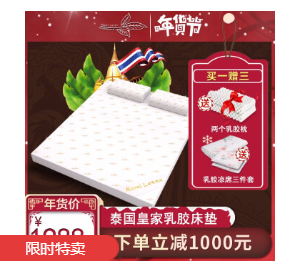 年货节
买一赠三
送
两个乳胶枕
送
乳胶凉席三件套
ROYAL LATEX
年货价
¥
泰国皇家乳胶床垫
限时特卖
下单立减1000元